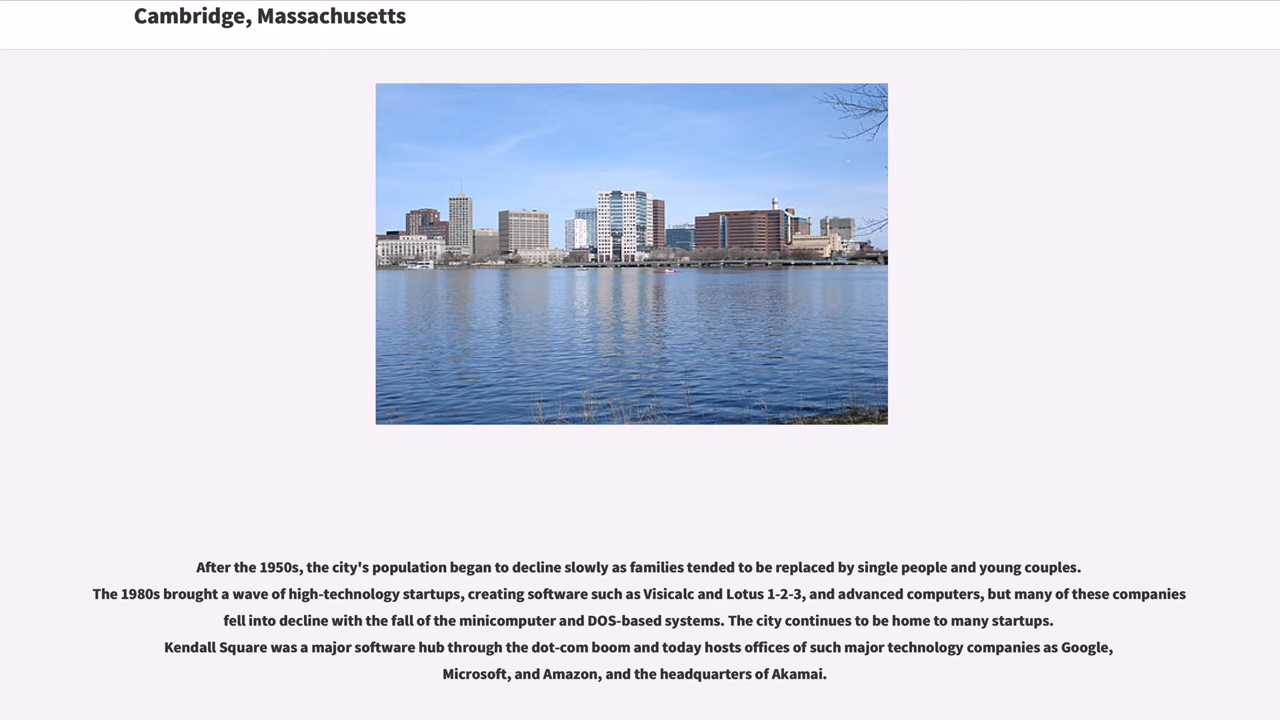 Cambridge, Massachusetts
After the 1950s, the city's population began to decline slowly as families tended to be replaced by single people and young couples.
The 1980s brought a wave of high-technology startups, creating software such as Visicalc and Lotus 1-2-3, and advanced computers, but many of these companies
fell into decline with the fall of the minicomputer and DOS-based systems. The city continues to be home to many startups.
Kendall Square was a major software hub through the dot-com boom and today hosts offices of such major technology companies as Google,
Microsoft, and Amazon, and the headquarters of Akamai.